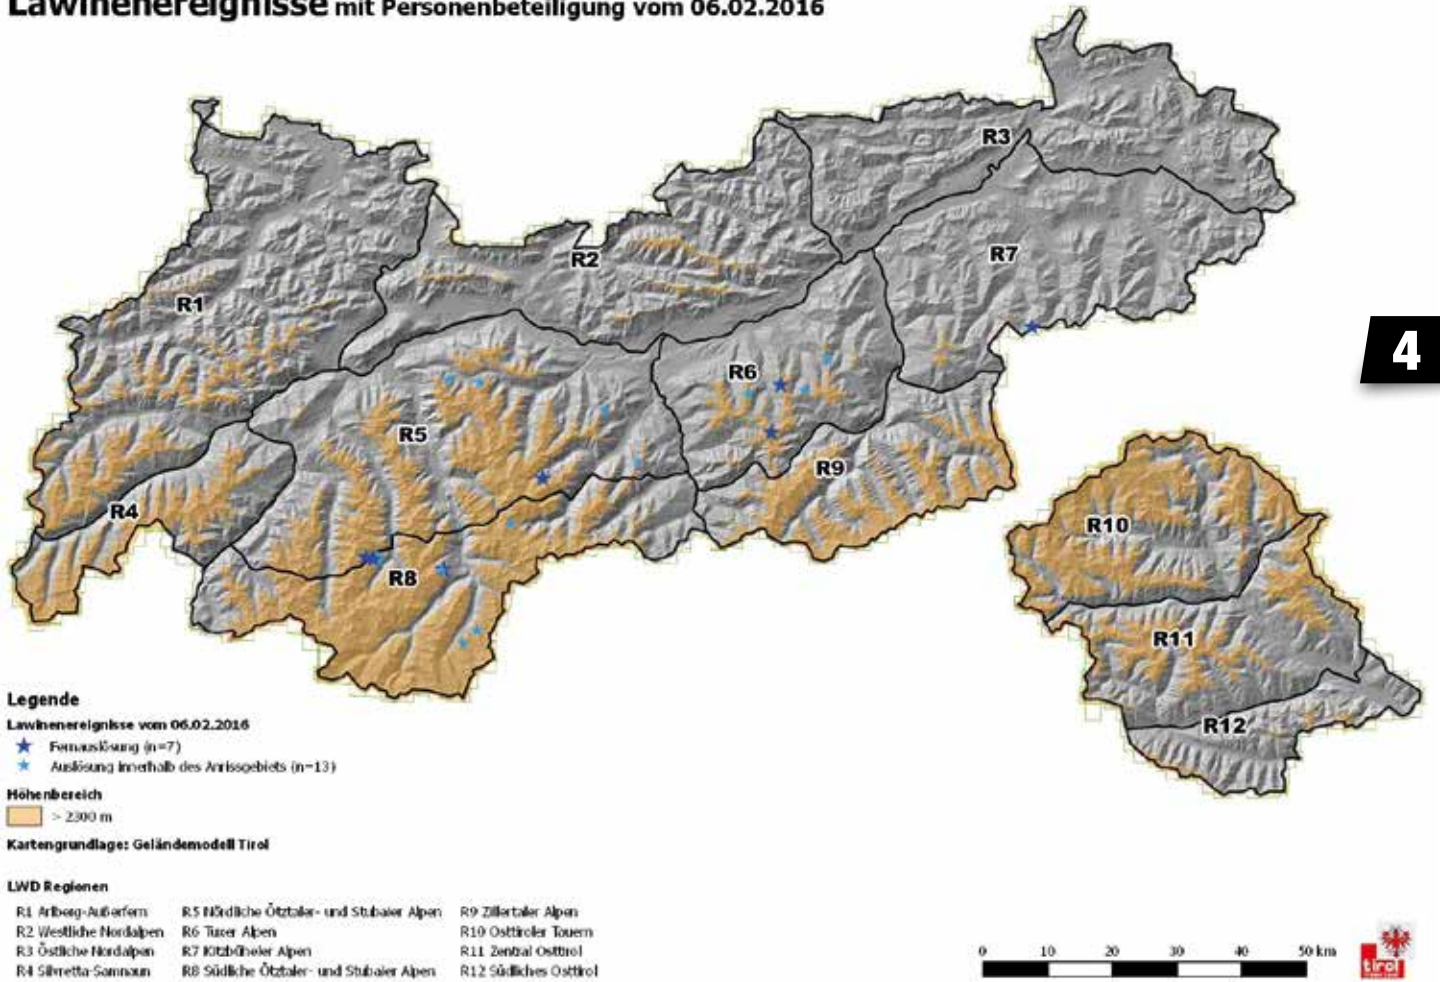 Lawinenereignisse mit Personenbeteiligung vom 06.02.2016
R3
R7
R2
R1
4
R6
R5
R9
R4
R10
R8
R11
R12
Legende
Lawinenereignisse vom 06.02.2016
Fernauslösung (n=7)
Auslösung innerhalb des Anrissgebiets (n=13)
Höhenbereich
> 2300 m
Kartengrundlage: Geländemodell Tirol
LWD Regionen
R1 Arlberg-Außerfern R5 Nördliche Ötztaler- und Stubaier Alpen R9 Zillertaler Alpen
R2 Westliche Nordalpen R6 Tuxer Alpen R10 Osttiroler Tauern
R3 Östliche Nordalpen R7 Kitzbüheler Alpen R11 Zentral Osttirol
R4 Silvretta-Samnaun R8 Südliche Ötztaler- und Stubaier Alpen R12 Südliches Osttirol
0 10 20 30 40 50 km
tirol